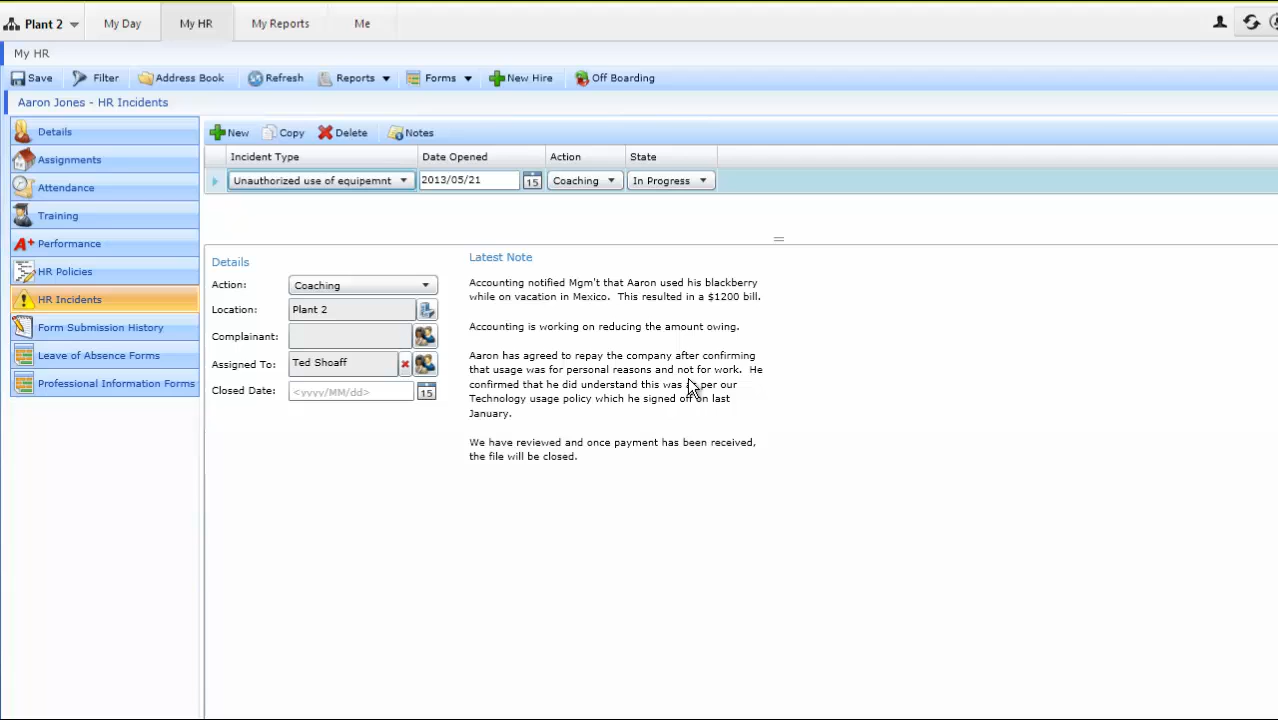 Plant 2 My Day My HR My Reports Me
My HR
Save Filter Address Book Refresh Reports Forms New Hire Off Boarding
Aaron Jones - HR Incidents
Details
Assignments
Attendance
Training
Performance
HR Policies
HR Incidents
Form Submission History
Leave of Absence Forms
Professional Information Forms
New Copy Delete Notes
Incident Type Date Opened Action State
Unauthorized use of equipemnt 2013/05/21 15 Coaching In Progress
Details
Action: Coaching
Location: Plant 2
Complainant:
Assigned To: Ted Shoaff
Closed Date: <yyyy/MM/dd> 15
Latest Note
Accounting notified Mgm't that Aaron used his blackberry
while on vacation in Mexico. This resulted in a $1200 bill.
Accounting is working on reducing the amount owing.
Aaron has agreed to repay the company after confirming
that usage was for personal reasons and not for work. He
confirmed that he did understand this was as per our
Technology usage policy which he signed off on last
January.
We have reviewed and once payment has been received,
the file will be closed.